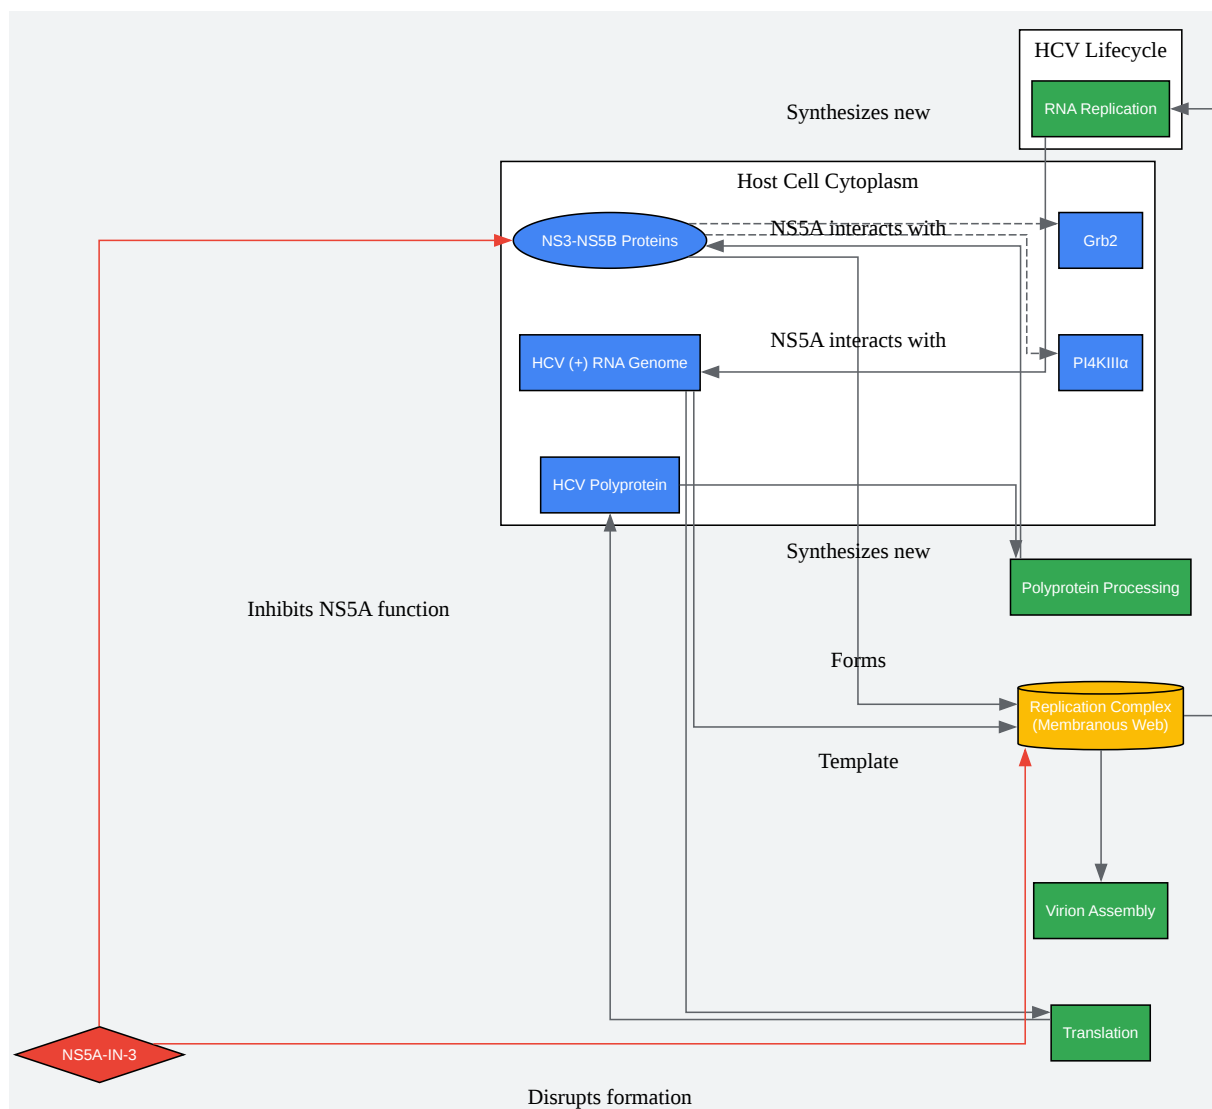 HCV Lifecycle
RNA Replication
Synthesizes new
Host Cell Cytoplasm
NS3-NS5B Proteins
NS5A interacts with
Grb2
HCV (+) RNA Genome
NS5A interacts with
PI4KIIIα
HCV Polyprotein
Synthesizes new
Polyprotein Processing
Inhibits NS5A function
Forms
Replication Complex
(Membranous Web)
Template
Virion Assembly
Translation
NS5A-IN-3
Disrupts formation